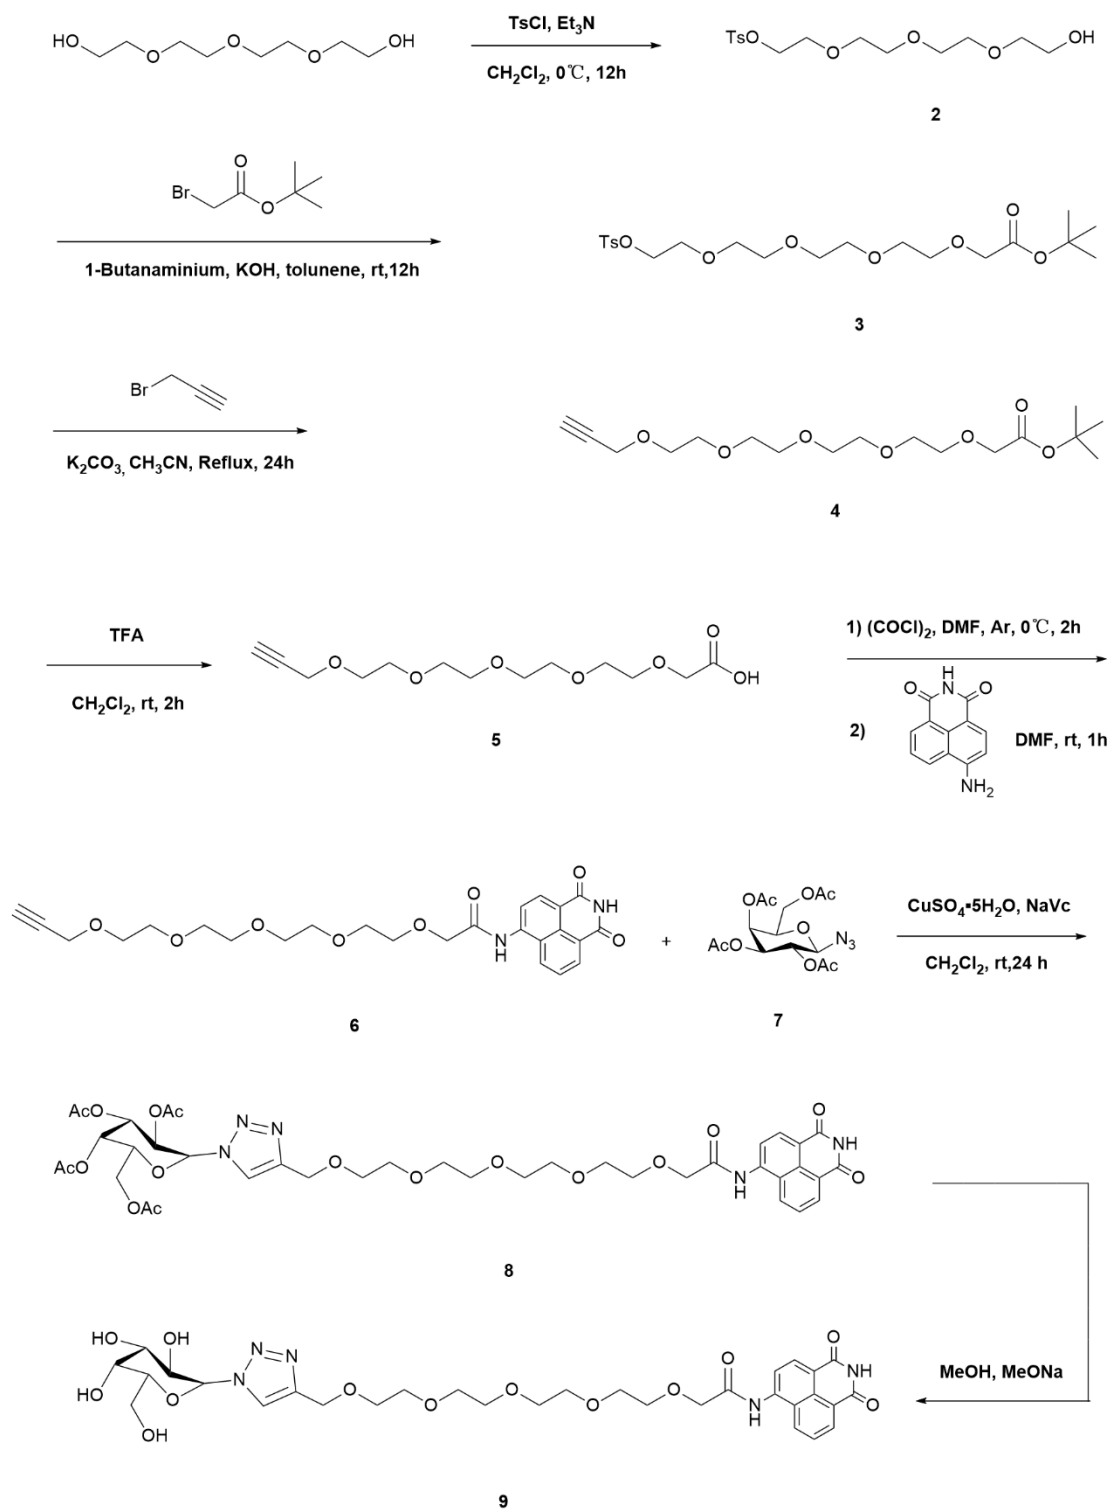 HO O O O OH
TsCl, Et3N
CH2Cl2, 0℃, 12h
TsO O O O OH
2
Br O O
1-Butanaminium, KOH, tolunene, rt,12h
TsO O O O O O O
3
Br
K2CO3, CH3CN, Reflux, 24h
O O O O O O O
4
TFA
CH2Cl2, rt, 2h
O O O O O O OH
5
1) (COCl)2, DMF, Ar, 0℃, 2h
2)
O H N O
NH2
DMF, rt, 1h
O O O O O O N H O NH O
6
+
OAc OAc O AcO OAc N3
7
CuSO4▪5H2O, NaVc
CH2Cl2, rt,24 h
AcO OAc AcO OAc O N N N O O O O O O N H O NH O
8
HO OH HO OH O N N N O O O O O O N H O NH O
MeOH, MeONa
9